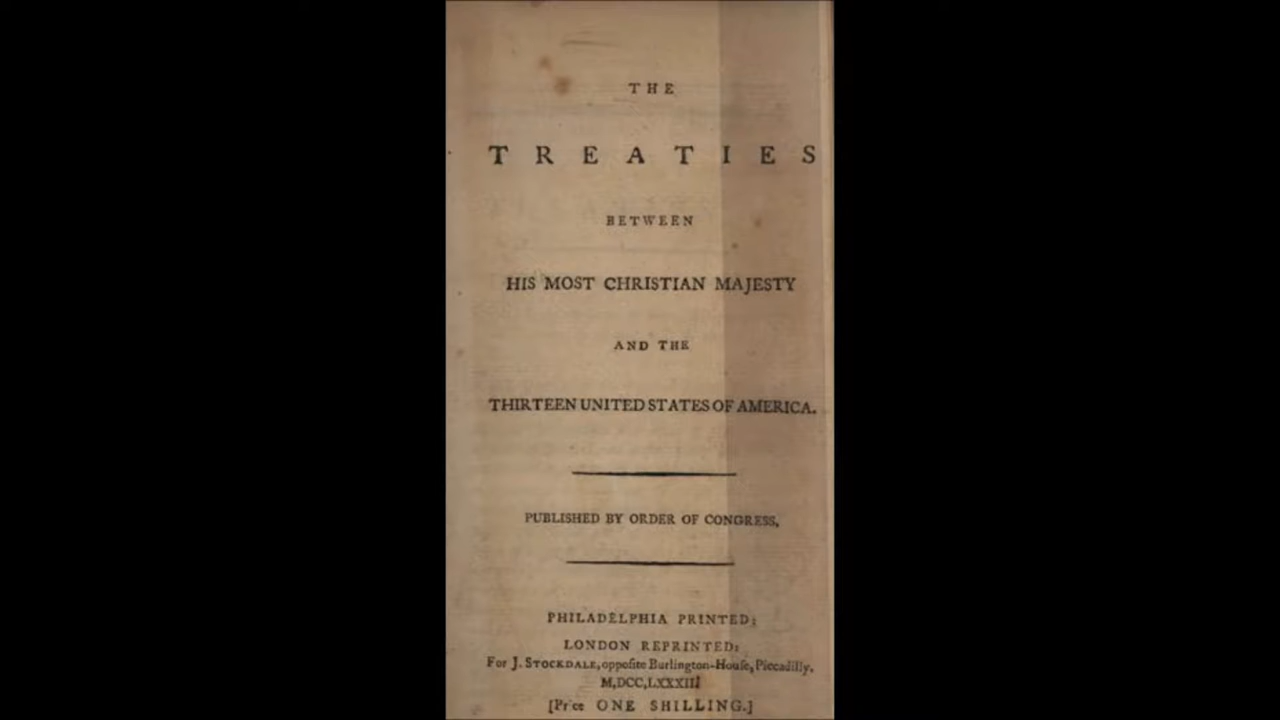 THE
TREATIES
BETWEEN
HIS MOST CHRISTIAN MAJESTY
AND THE
THIRTEEN UNITED STATES OF AMERICA.
PUBLISHED BY ORDER OF CONGRESS,
PHILADELPHIA PRINTED;
LONDON REPRINTED:
For J. STOCKDALE, oppoſite Burlington-Houſe, Piccadilly.
M,DCC,LXXXIII
[Price ONE SHILLING.]